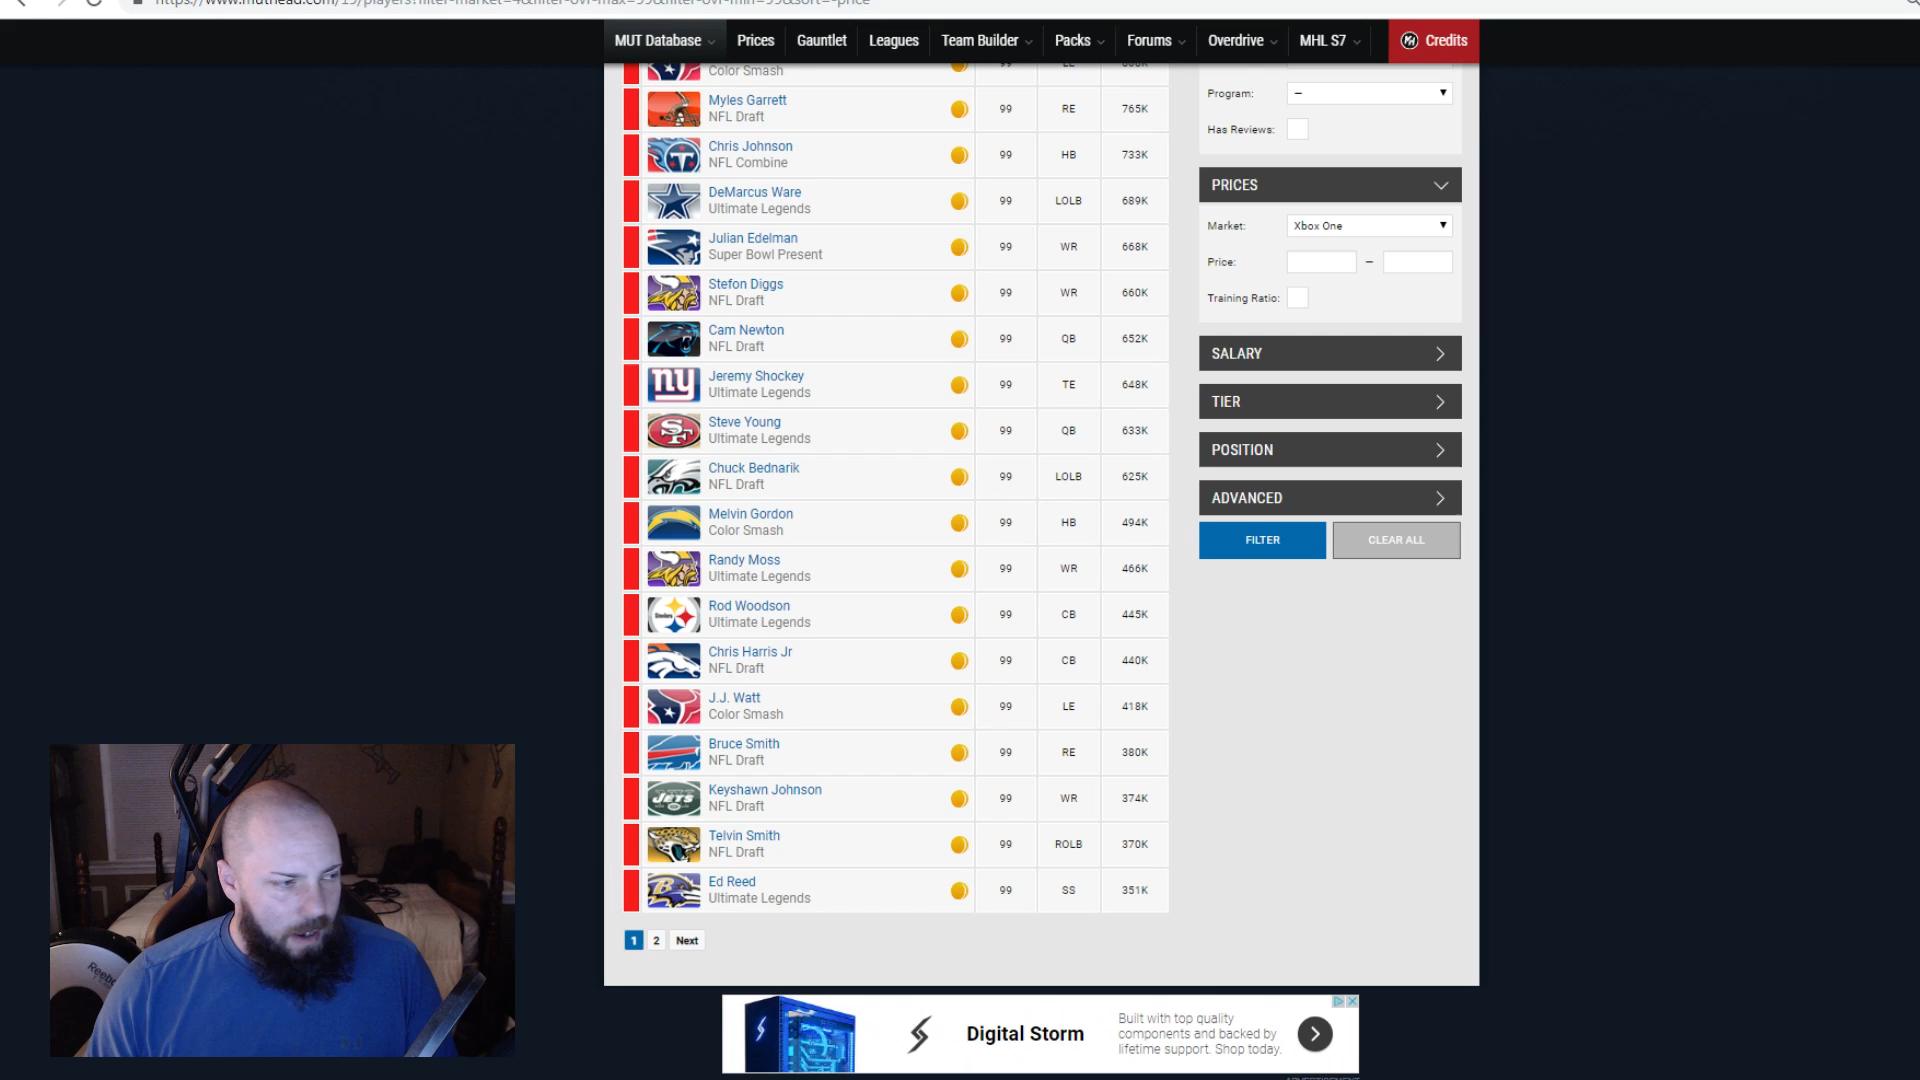 MUT Database Prices Gauntlet Leagues Team Builder Packs Forums Overdrive MHL S7 Credits
Color Smash
Myles Garrett
NFL Draft
99 RE 765K
Chris Johnson
NFL Combine
99 HB 733K
DeMarcus Ware
Ultimate Legends
99 LOLB 689K
Julian Edelman
Super Bowl Present
99 WR 668K
Stefon Diggs
NFL Draft
99 WR 660K
Cam Newton
NFL Draft
99 QB 652K
Jeremy Shockey
Ultimate Legends
99 TE 648K
Steve Young
Ultimate Legends
99 QB 633K
Chuck Bednarik
NFL Draft
99 LOLB 625K
Melvin Gordon
Color Smash
99 HB 494K
Randy Moss
Ultimate Legends
99 WR 466K
Rod Woodson
Ultimate Legends
99 CB 445K
Chris Harris Jr
NFL Draft
99 CB 440K
J.J. Watt
Color Smash
99 LE 418K
Bruce Smith
NFL Draft
99 RE 380K
Keyshawn Johnson
NFL Draft
99 WR 374K
Telvin Smith
NFL Draft
99 ROLB 370K
Ed Reed
Ultimate Legends
99 SS 351K
1 2 Next
Program: –
Has Reviews:
PRICES
Market: Xbox One
Price: –
Training Ratio:
SALARY
TIER
POSITION
ADVANCED
FILTER CLEAR ALL
ny
SF
Steelers
JETS
Reebok
Digital Storm
Built with top quality
components and backed by
lifetime support. Shop today.